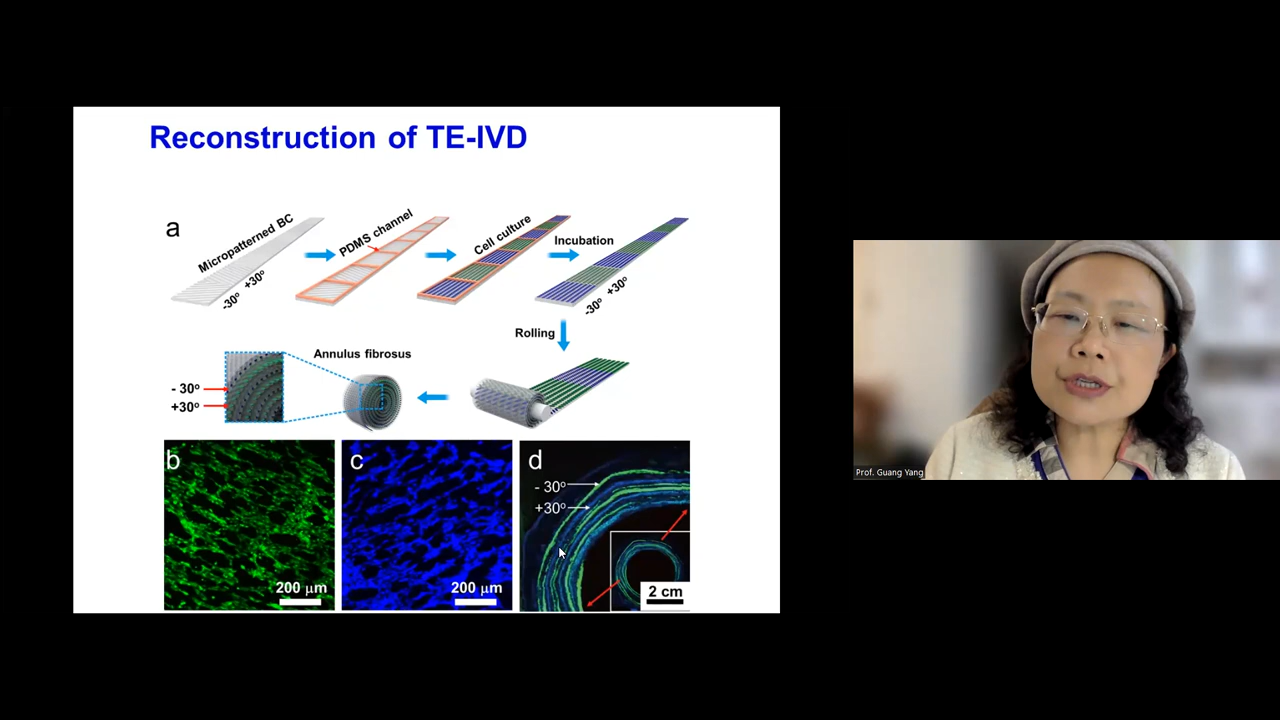 Reconstruction of TE-IVD
a
Micropatterned BC
-30° +30°
PDMS channel
Cell culture
Incubation
-30° +30°
Rolling
Annulus fibrosus
- 30°
+30°
b
200 μm
c
200 μm
d
- 30°
+30°
2 cm
Prof. Guang Yang